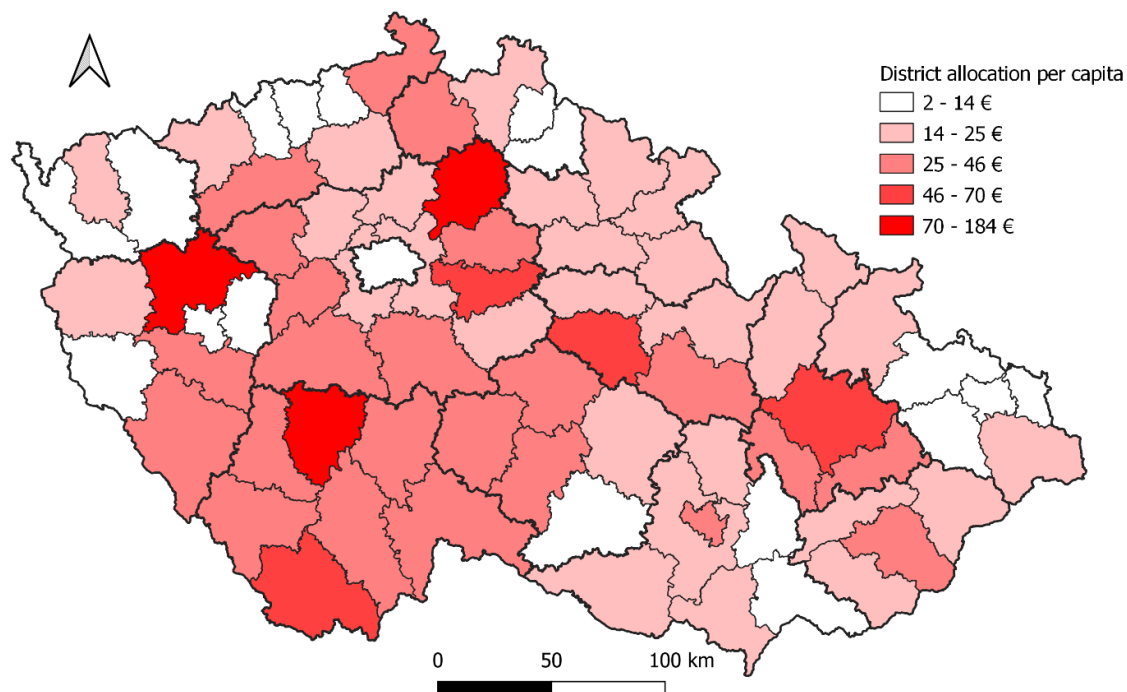 District allocation per capita
2 - 14 €
14 - 25 €
25 - 46 €
46 - 70 €
70 - 184 €
0 50 100 km